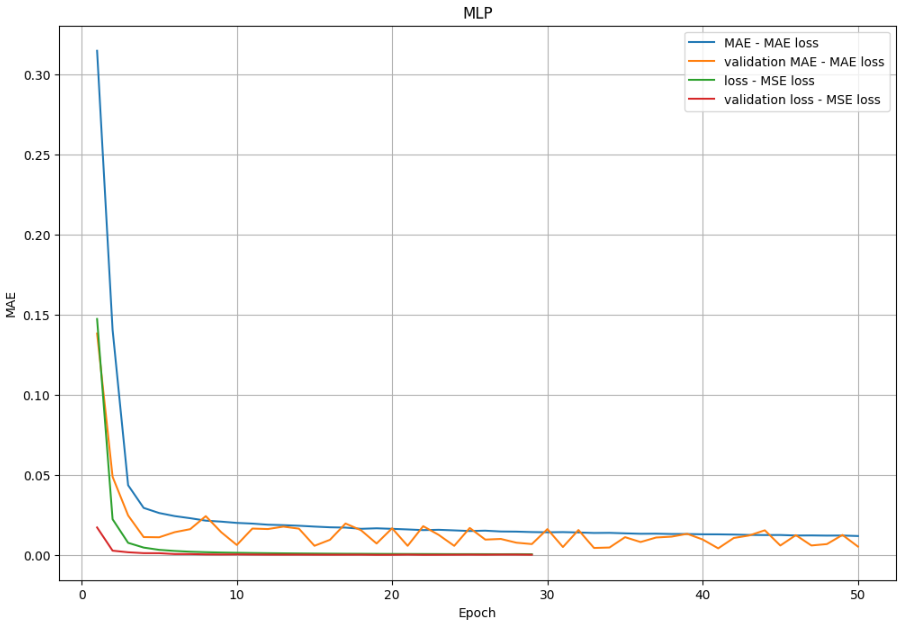 MLP
MAE - MAE loss
validation MAE - MAE loss
loss - MSE loss
validation loss - MSE loss
0.30
0.25
0.20
0.15
0.10
0.05
0.00
MAE
0 10 20 30 40 50
Epoch